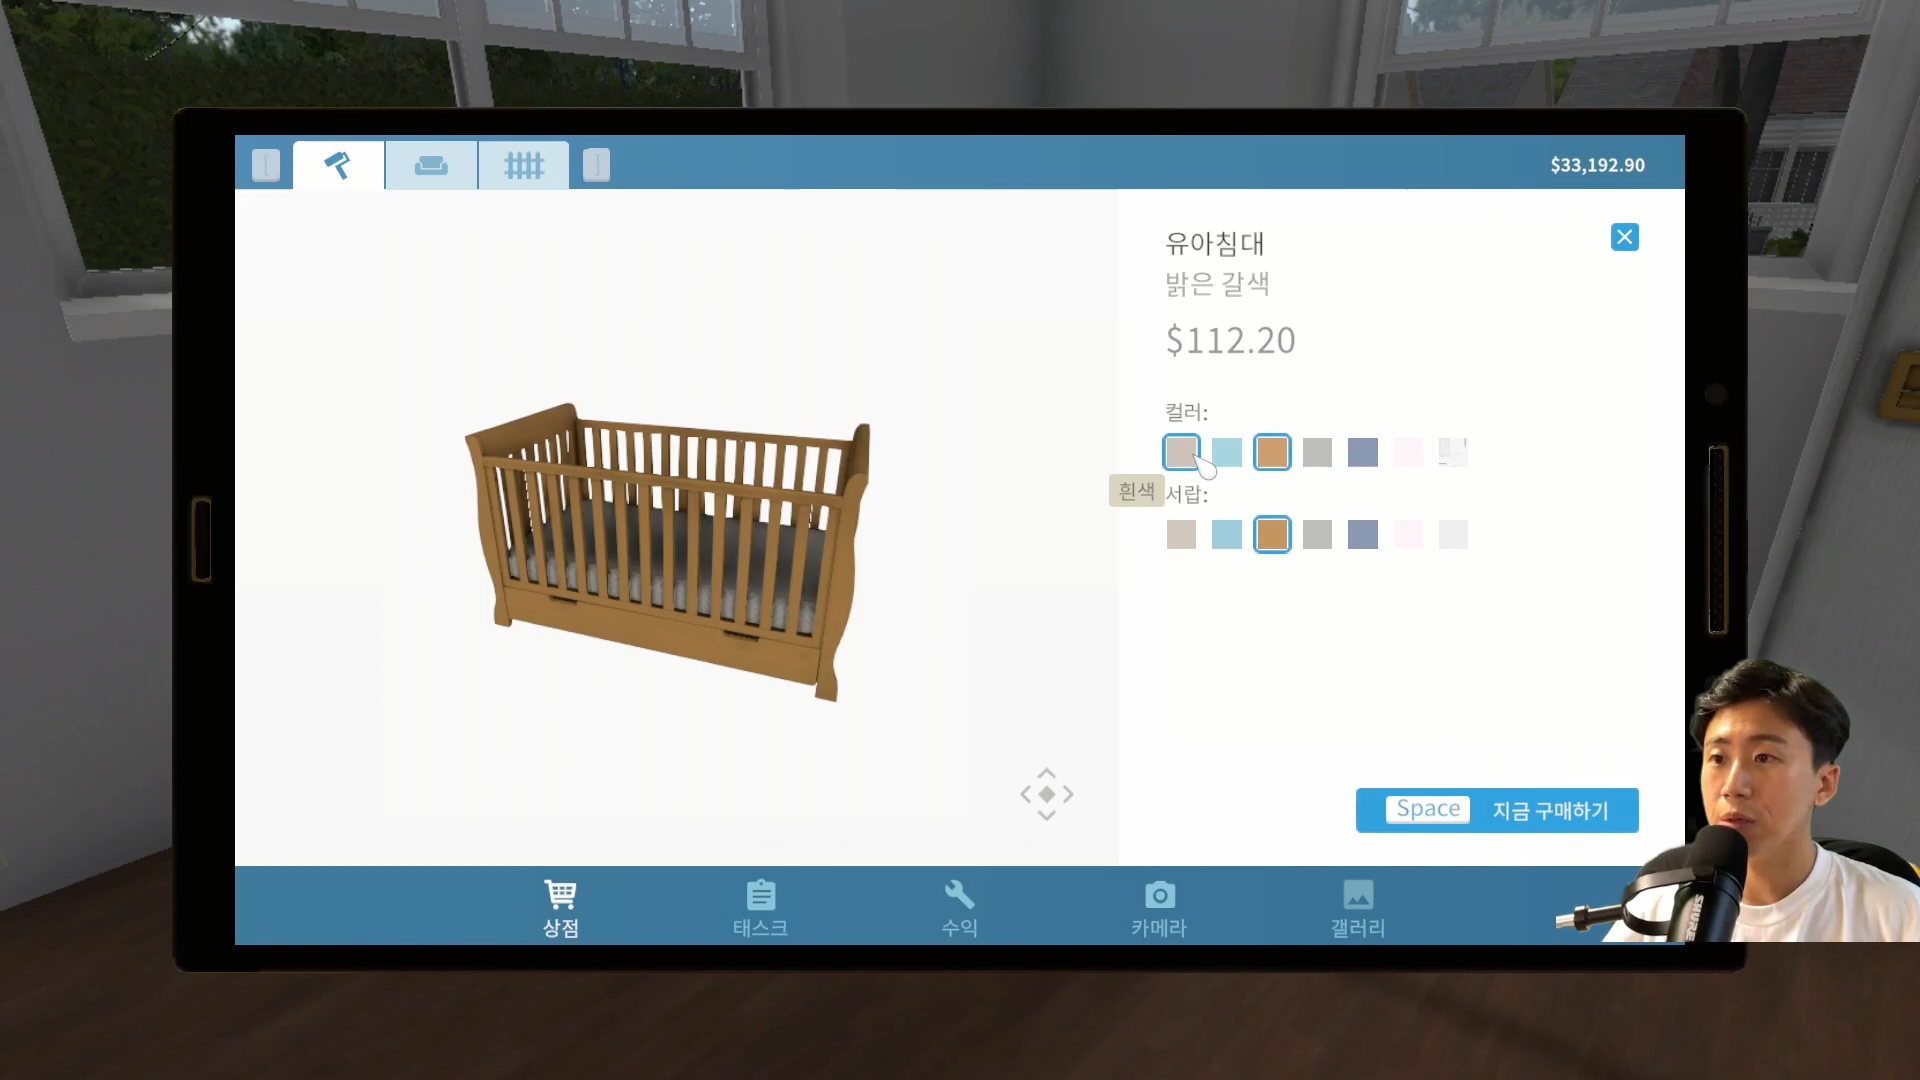 [
]
$33,192.90
유아침대
밝은 갈색
$112.20
컬러:
흰색
서랍:
Space 지금 구매하기
상점
태스크
수익
카메라
갤러리
SHURE